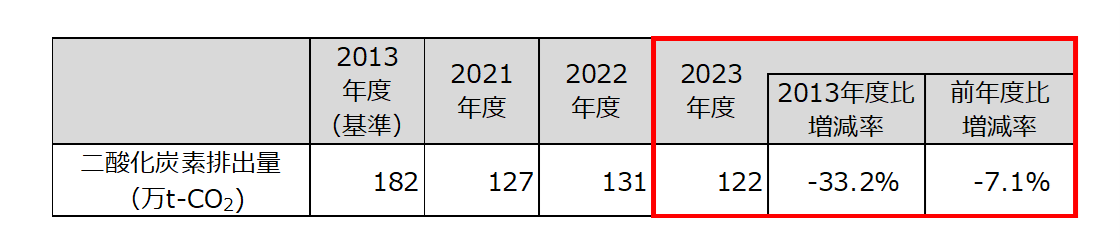 2013
年度
（基準）
2021
年度
2022
年度
2023
年度
2013年度比
増減率
前年度比
増減率
二酸化炭素排出量
（万t-CO₂)
182
127
131
122
-33.2%
-7.1%